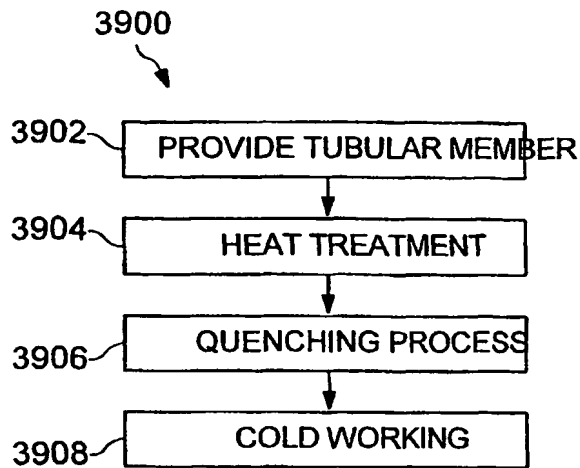 3900
3902 PROVIDE TUBULAR MEMBER
3904 HEAT TREATMENT
3906 QUENCHING PROCESS
3908 COLD WORKING